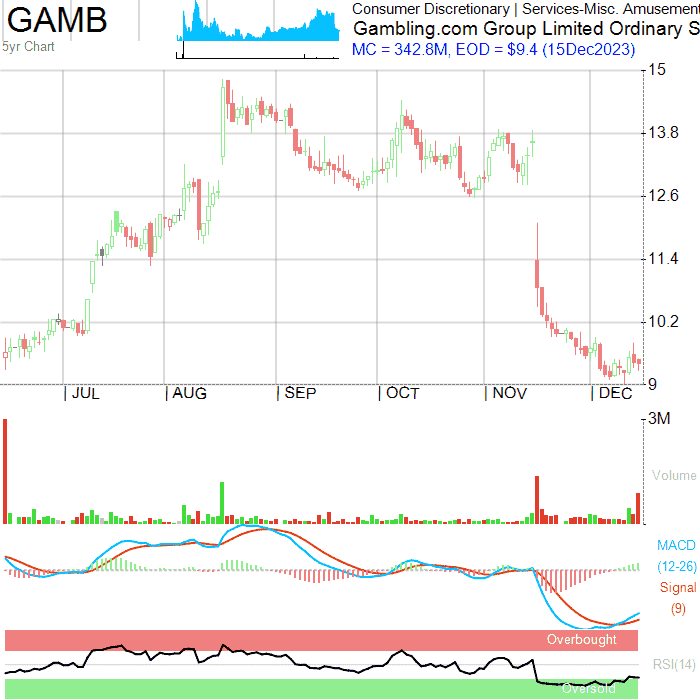 GAMB
5yr Chart
Consumer Discretionary | Services-Misc. Amusement
Gambling.com Group Limited Ordinary S
MC = 342.8M, EOD = $9.4 (15Dec2023)
15
13.8
12.6
11.4
10.2
9
JUL AUG SEP OCT NOV DEC
3M
Volume
MACD
(12-26)
Signal
(9)
Overbought
RSI(14)
Oversold